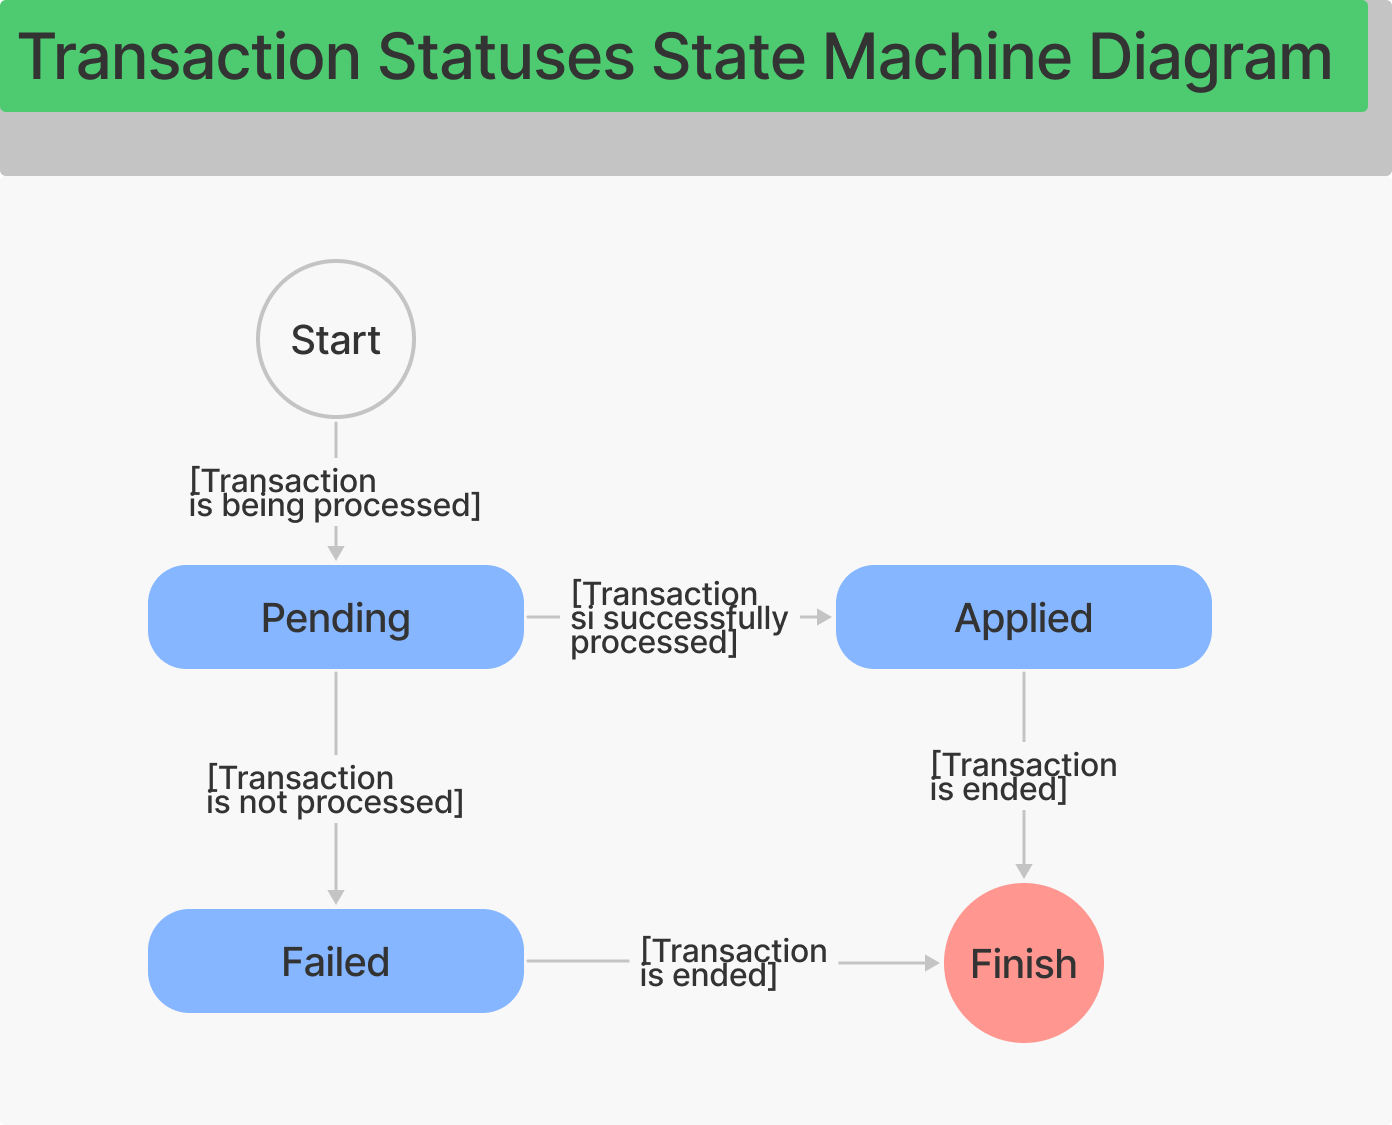 Transaction Statuses State Machine Diagram
Start
[Transaction
is being processed]
Pending
[Transaction
si successfully
processed]
Applied
[Transaction
is not processed]
[Transaction
is ended]
Failed
[Transaction
is ended]
Finish